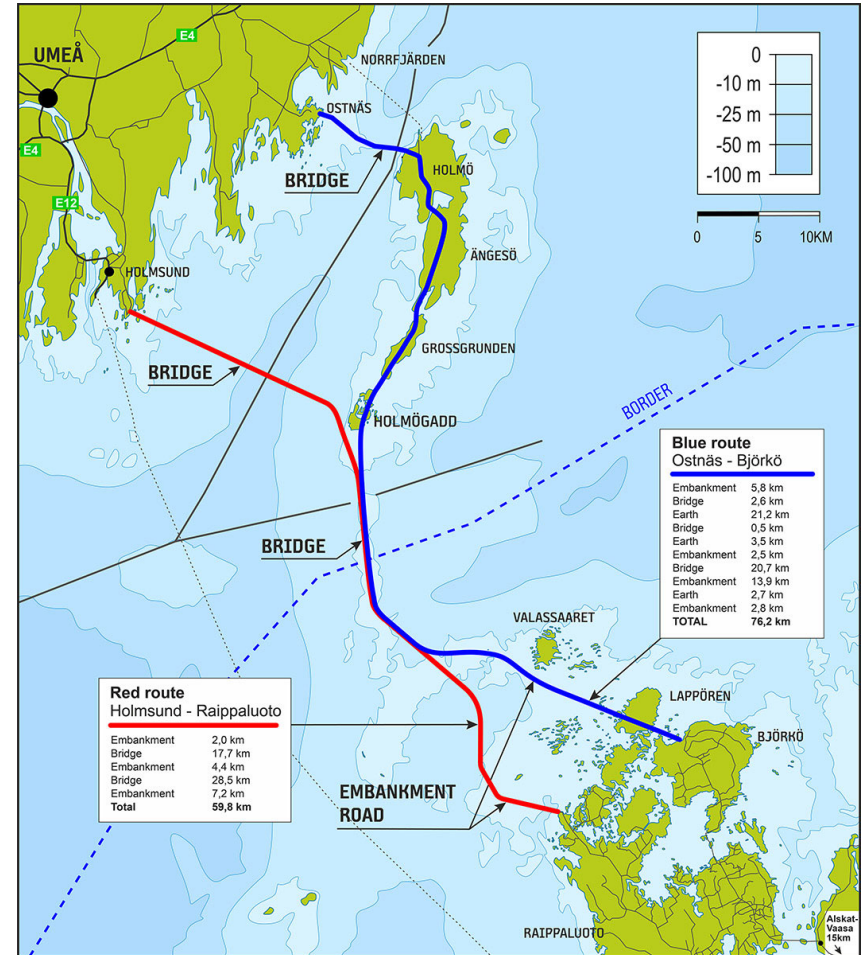 E4
UMEÅ
NORRFJÄRDEN
OSTNÄS
E4
BRIDGE
HOLMÖ
E12
ÄNGESÖ
HOLMSUND
GROSSGRUNDEN
BRIDGE
HOLMÖGADD
BORDER
BRIDGE
VALASSAARET
LAPPÖREN
BJÖRKÖ
EMBANKMENT
ROAD
RAIPPALUOTO
Alskat-
Vaasa
15km
0
-10 m
-25 m
-50 m
-100 m
0 5 10KM
Blue route
Ostnäs - Björkö
Embankment 5,8 km
Bridge 2,6 km
Earth 21,2 km
Bridge 0,5 km
Earth 3,5 km
Embankment 2,5 km
Bridge 20,7 km
Embankment 13,9 km
Earth 2,7 km
Embankment 2,8 km
TOTAL 76,2 km
Red route
Holmsund - Raippaluoto
Embankment 2,0 km
Bridge 17,7 km
Embankment 4,4 km
Bridge 28,5 km
Embankment 7,2 km
Total 59,8 km